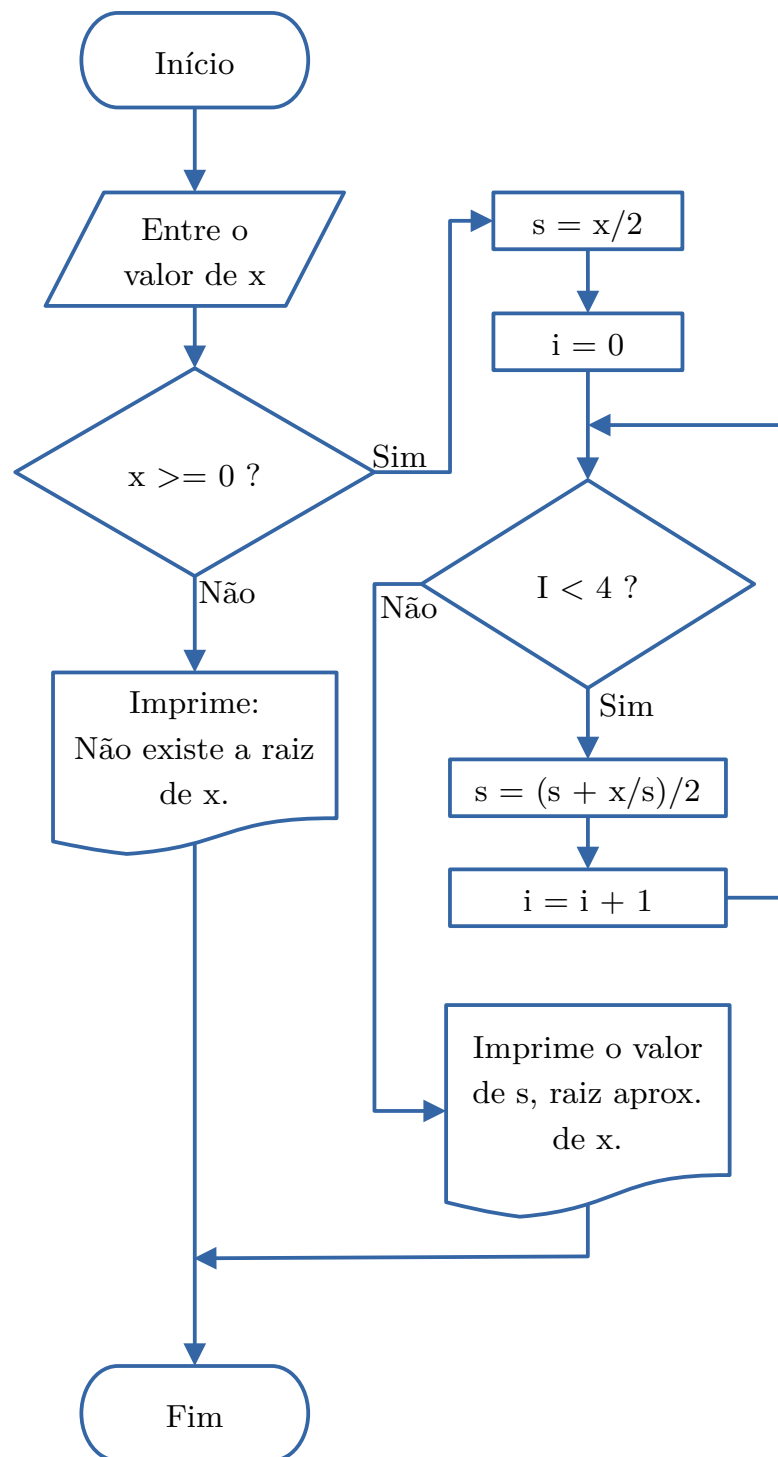 Início
Entre o
valor de x
x >= 0 ?
Sim
Não
Imprime:
Não existe a raiz
de x.
s = x/2
i = 0
I < 4 ?
Não
Sim
s = (s + x/s)/2
i = i + 1
Imprime o valor
de s, raiz aprox.
de x.
Fim